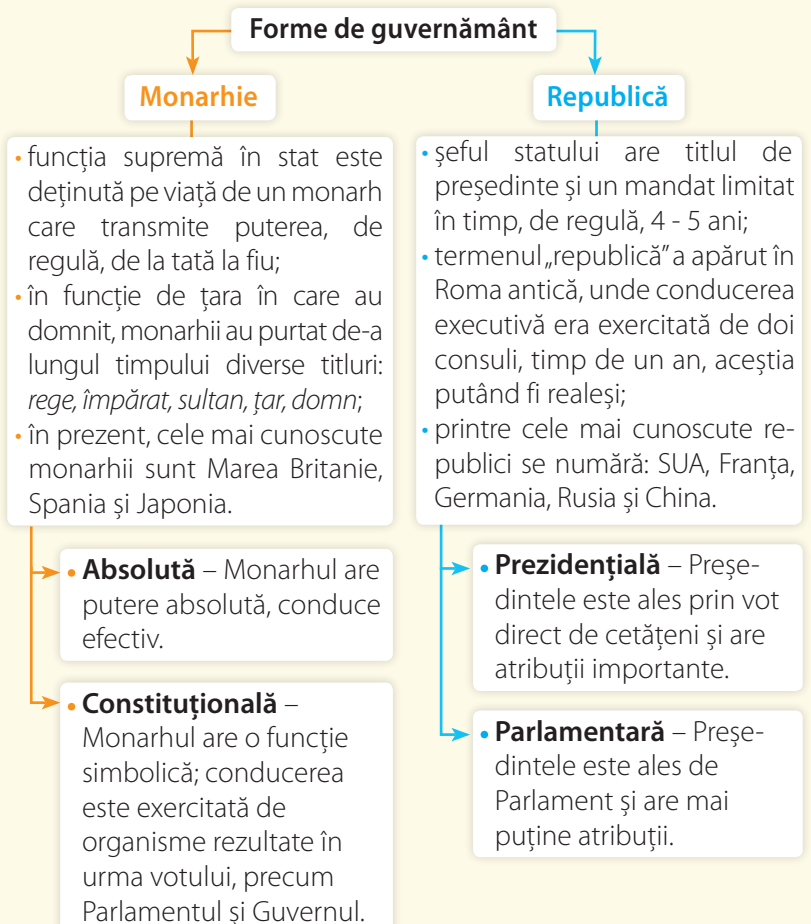 Forme de guvernământ
Monarhie
• funcția supremă în stat este
deținută pe viață de un monarh
care transmite puterea, de
regulă, de la tată la fiu;
• în funcție de țara în care au
domnit, monarhii au purtat de-a
lungul timpului diverse titluri:
rege, împărat, sultan, țar, domn;
• în prezent, cele mai cunoscute
monarhii sunt Marea Britanie,
Spania și Japonia.
• Absolută – Monarhul are
putere absolută, conduce
efectiv.
• Constituțională –
Monarhul are o funcție
simbolică; conducerea
este exercitată de
organisme rezultate în
urma votului, precum
Parlamentul și Guvernul.
Republică
• șeful statului are titlul de
președinte și un mandat limitat
în timp, de regulă, 4 - 5 ani;
• termenul „republică” a apărut în
Roma antică, unde conducerea
executivă era exercitată de doi
consuli, timp de un an, aceștia
putând fi realeși;
• printre cele mai cunoscute re-
publici se numără: SUA, Franța,
Germania, Rusia și China.
• Prezidențială – Preșe-
dintele este ales prin vot
direct de cetățeni și are
atribuții importante.
• Parlamentară – Preșe-
dintele este ales de
Parlament și are mai
puține atribuții.